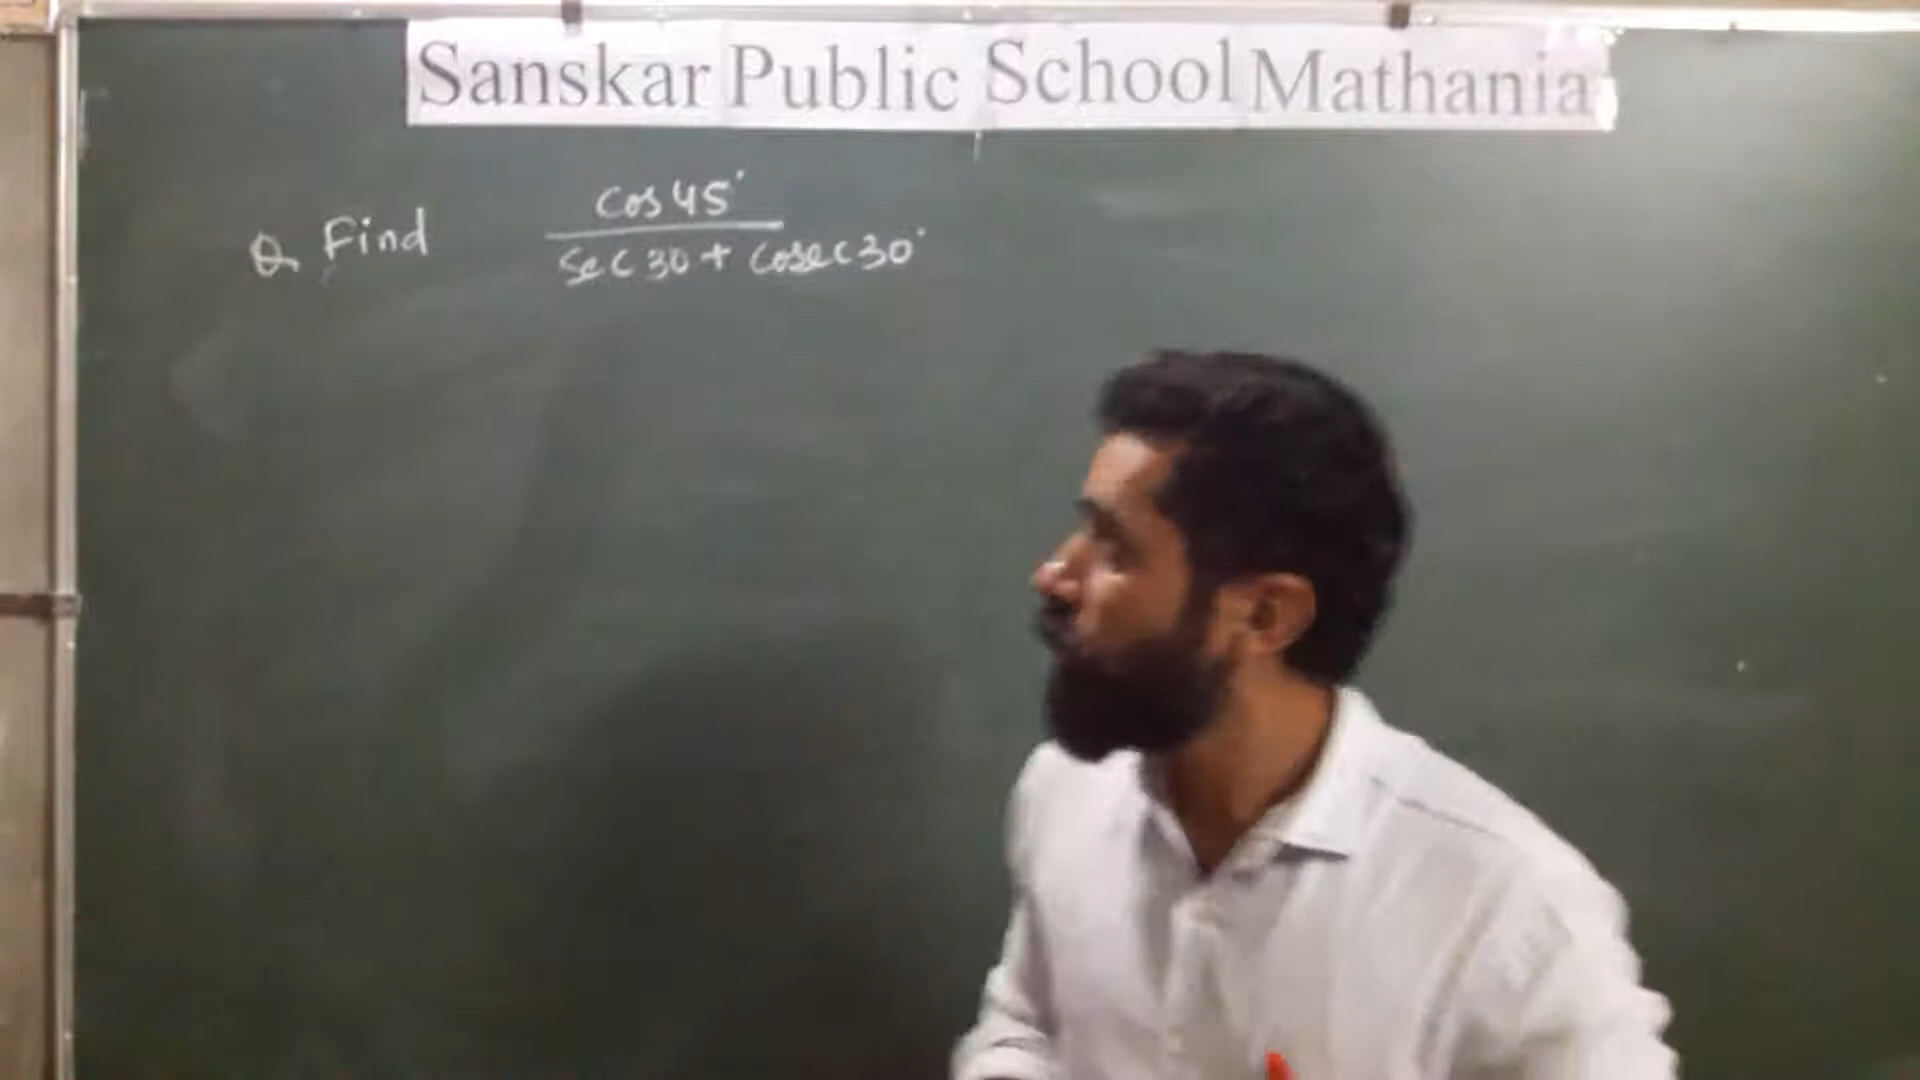 Sanskar Public School Mathania
Q. Find cos 45°
sec 30 + cosec 30°